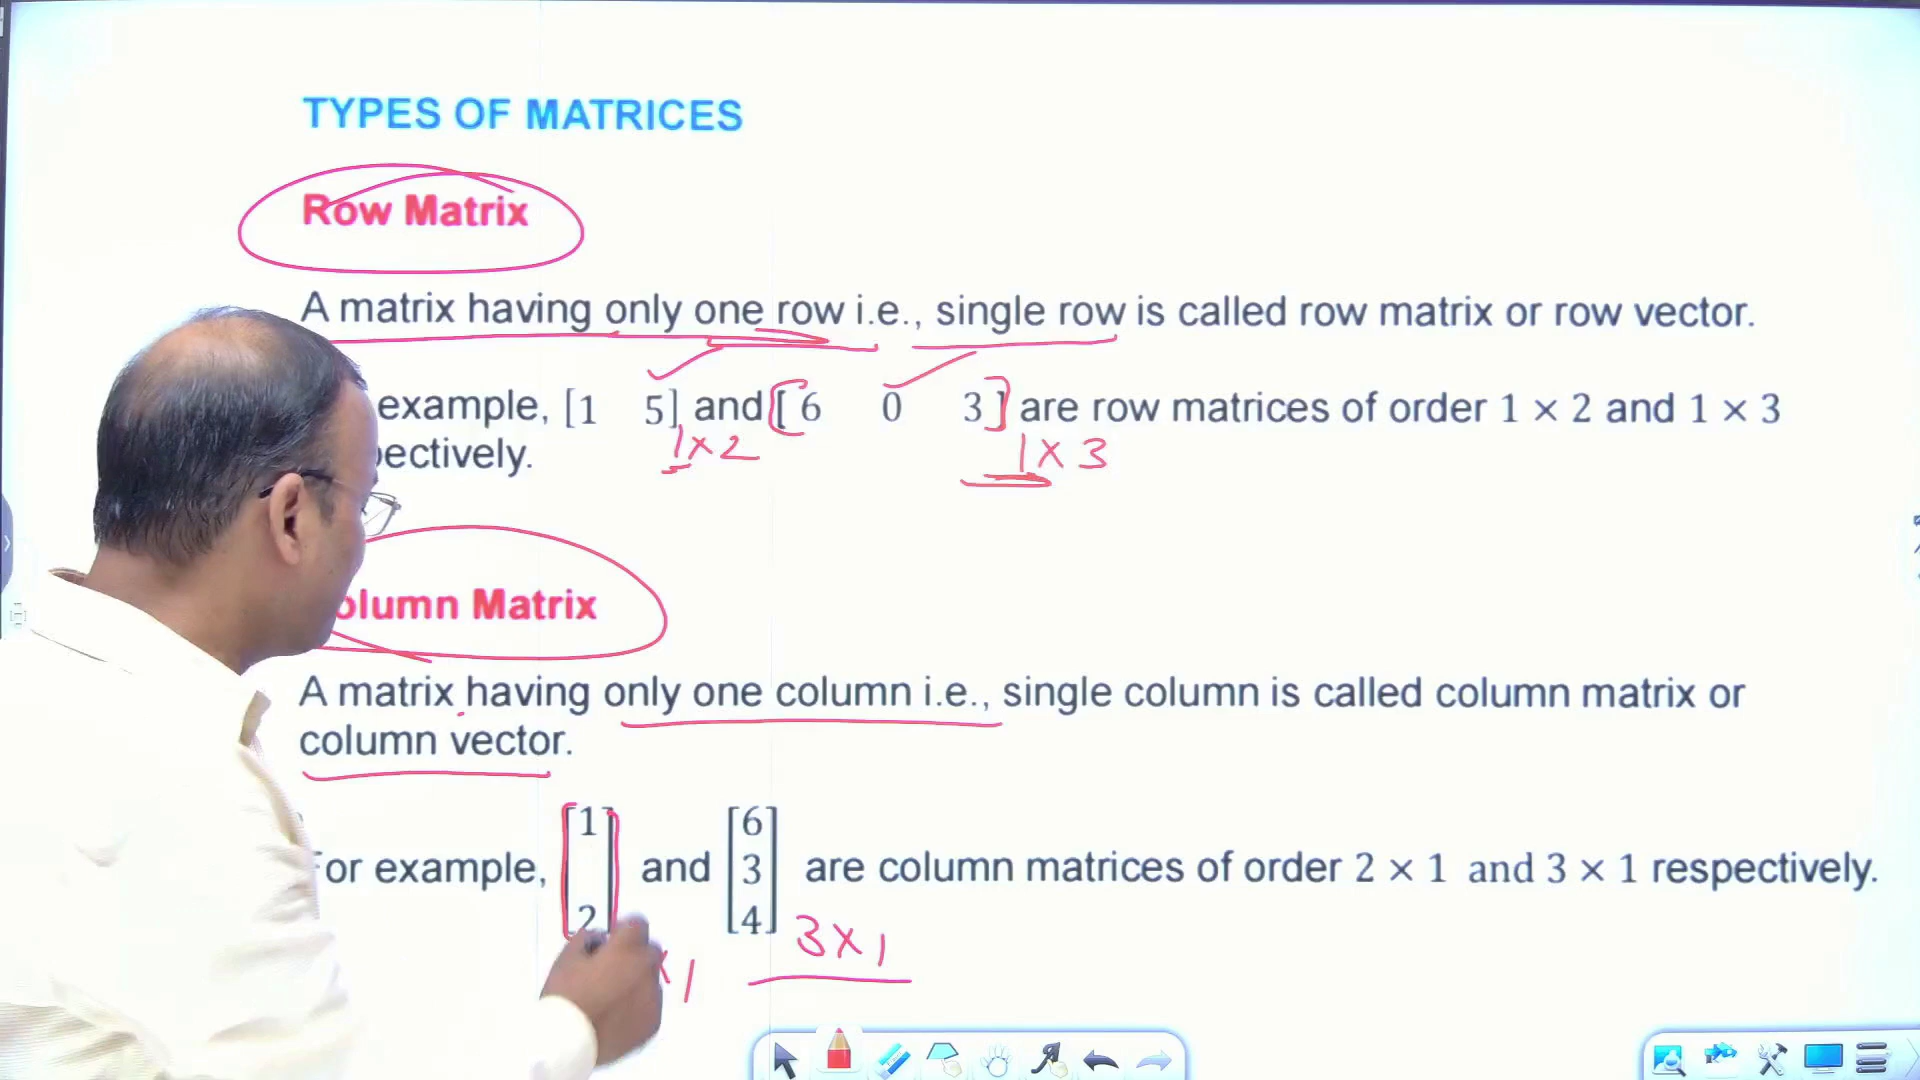 TYPES OF MATRICES
Row Matrix
A matrix having only one row i.e., single row is called row matrix or row vector.
example, [1 5] and [6 0 3] are row matrices of order 1 × 2 and 1 × 3
1×2 1×3
pectively.
olumn Matrix
A matrix having only one column i.e., single column is called column matrix or
column vector.
For example, [1 2] and [6 3 4] are column matrices of order 2 × 1 and 3 × 1 respectively.
×1 3×1